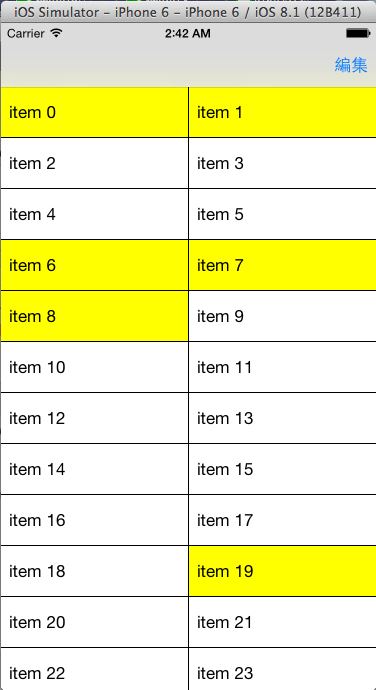 iOS Simulator – iPhone 6 – iPhone 6 / iOS 8.1 (12B411)
Carrier 2:42 AM
編集
item 0 item 1
item 2 item 3
item 4 item 5
item 6 item 7
item 8 item 9
item 10 item 11
item 12 item 13
item 14 item 15
item 16 item 17
item 18 item 19
item 20 item 21
item 22 item 23